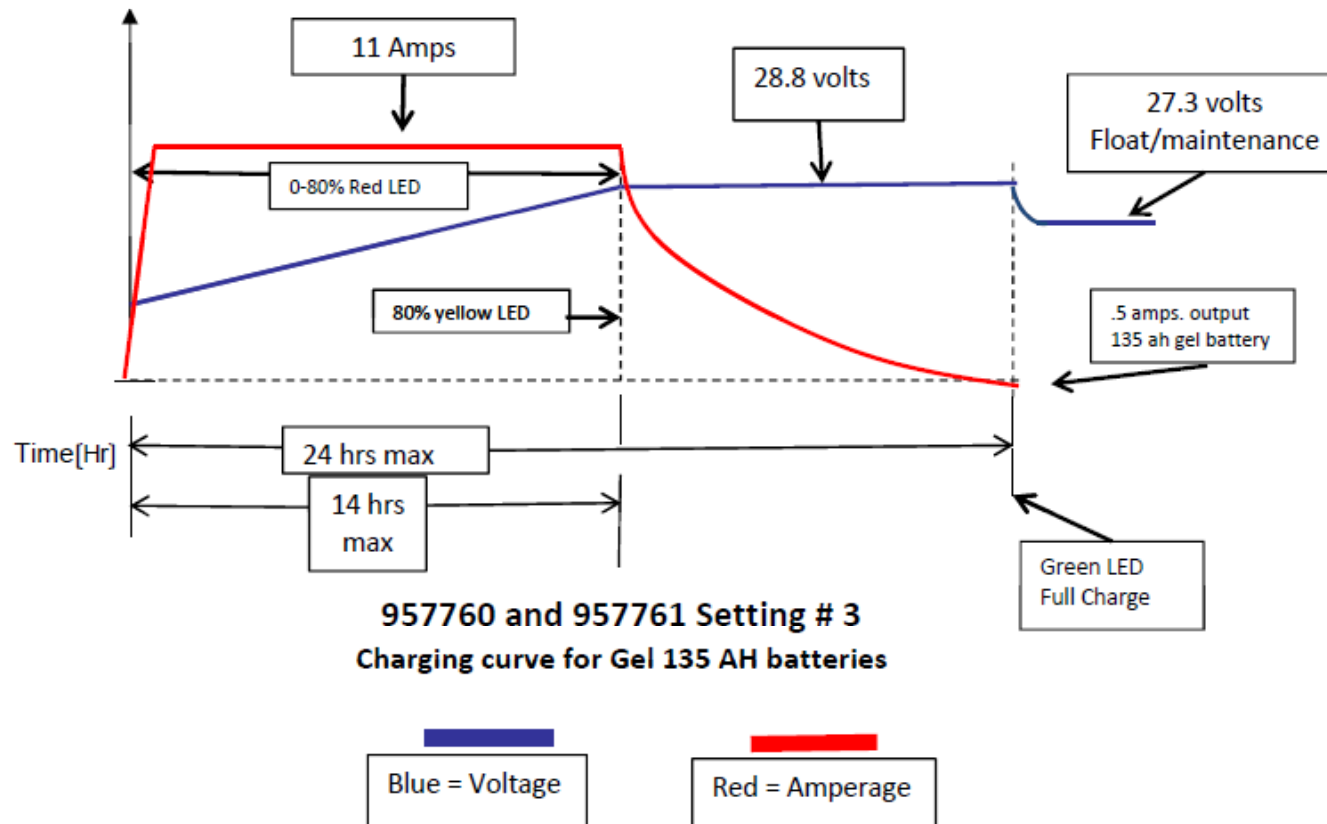 11 Amps
28.8 volts
27.3 volts
Float/maintenance
0-80% Red LED
80% yellow LED
.5 amps. output
135 ah gel battery
Time[Hr]
24 hrs max
14 hrs
max
Green LED
Full Charge
957760 and 957761 Setting # 3
Charging curve for Gel 135 AH batteries
Blue = Voltage
Red = Amperage